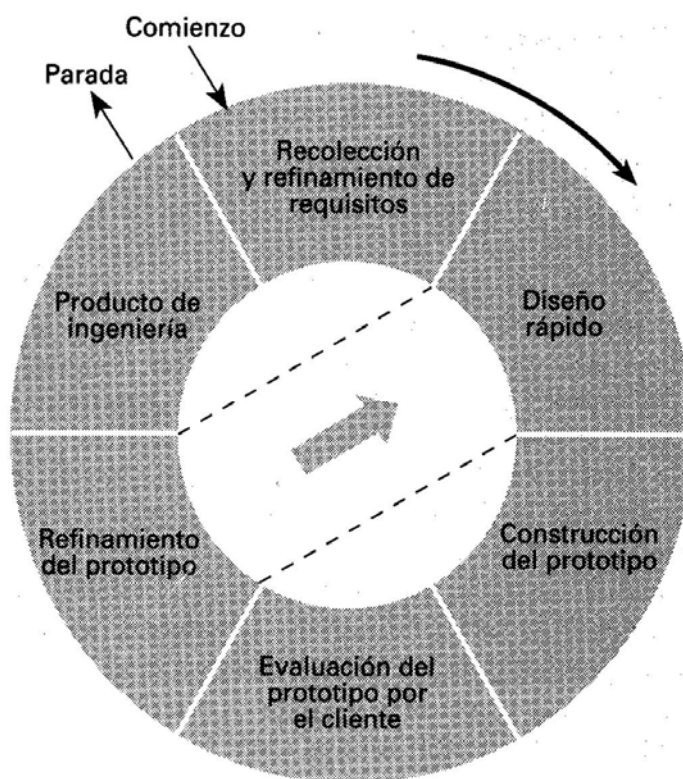 Comienzo
Parada
Recolección
y refinamiento de
requisitos
Diseño
rápido
Construcción
del prototipo
Evaluación del
prototipo por
el cliente
Refinamiento
del prototipo
Producto de
ingeniería